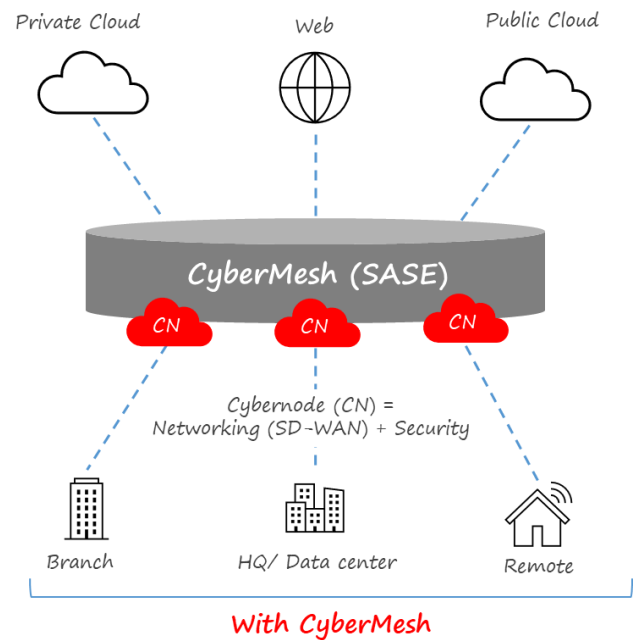 Private Cloud
Web
Public Cloud
CyberMesh (SASE)
CN
CN
CN
Cybernode (CN) =
Networking (SD-WAN) + Security
Branch
HQ/ Data center
Remote
With CyberMesh